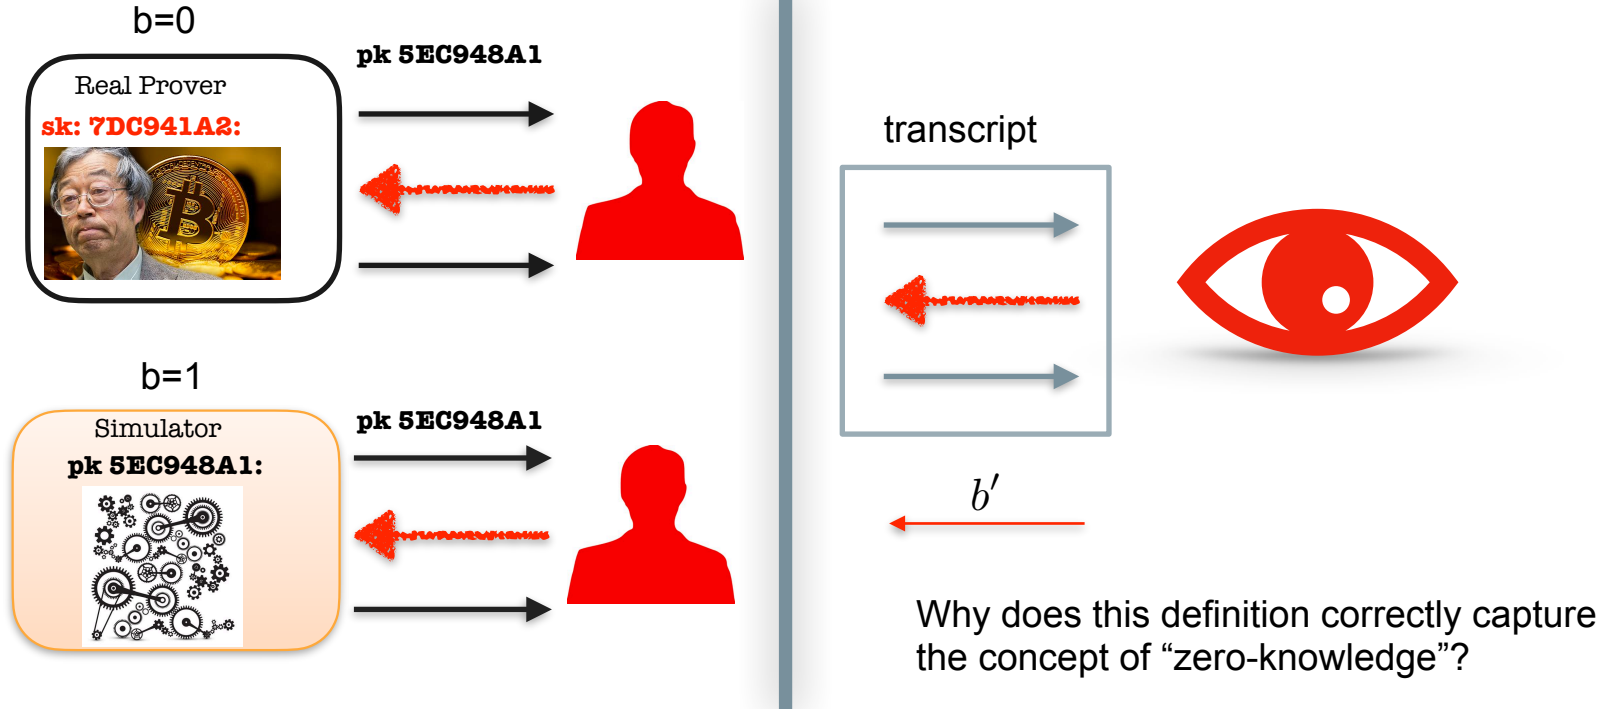 b=0
Real Prover
sk: 7DC941A2:
pk 5EC948A1
b=1
Simulator
pk 5EC948A1:
pk 5EC948A1
transcript
b′
Why does this definition correctly capture
the concept of “zero-knowledge”?